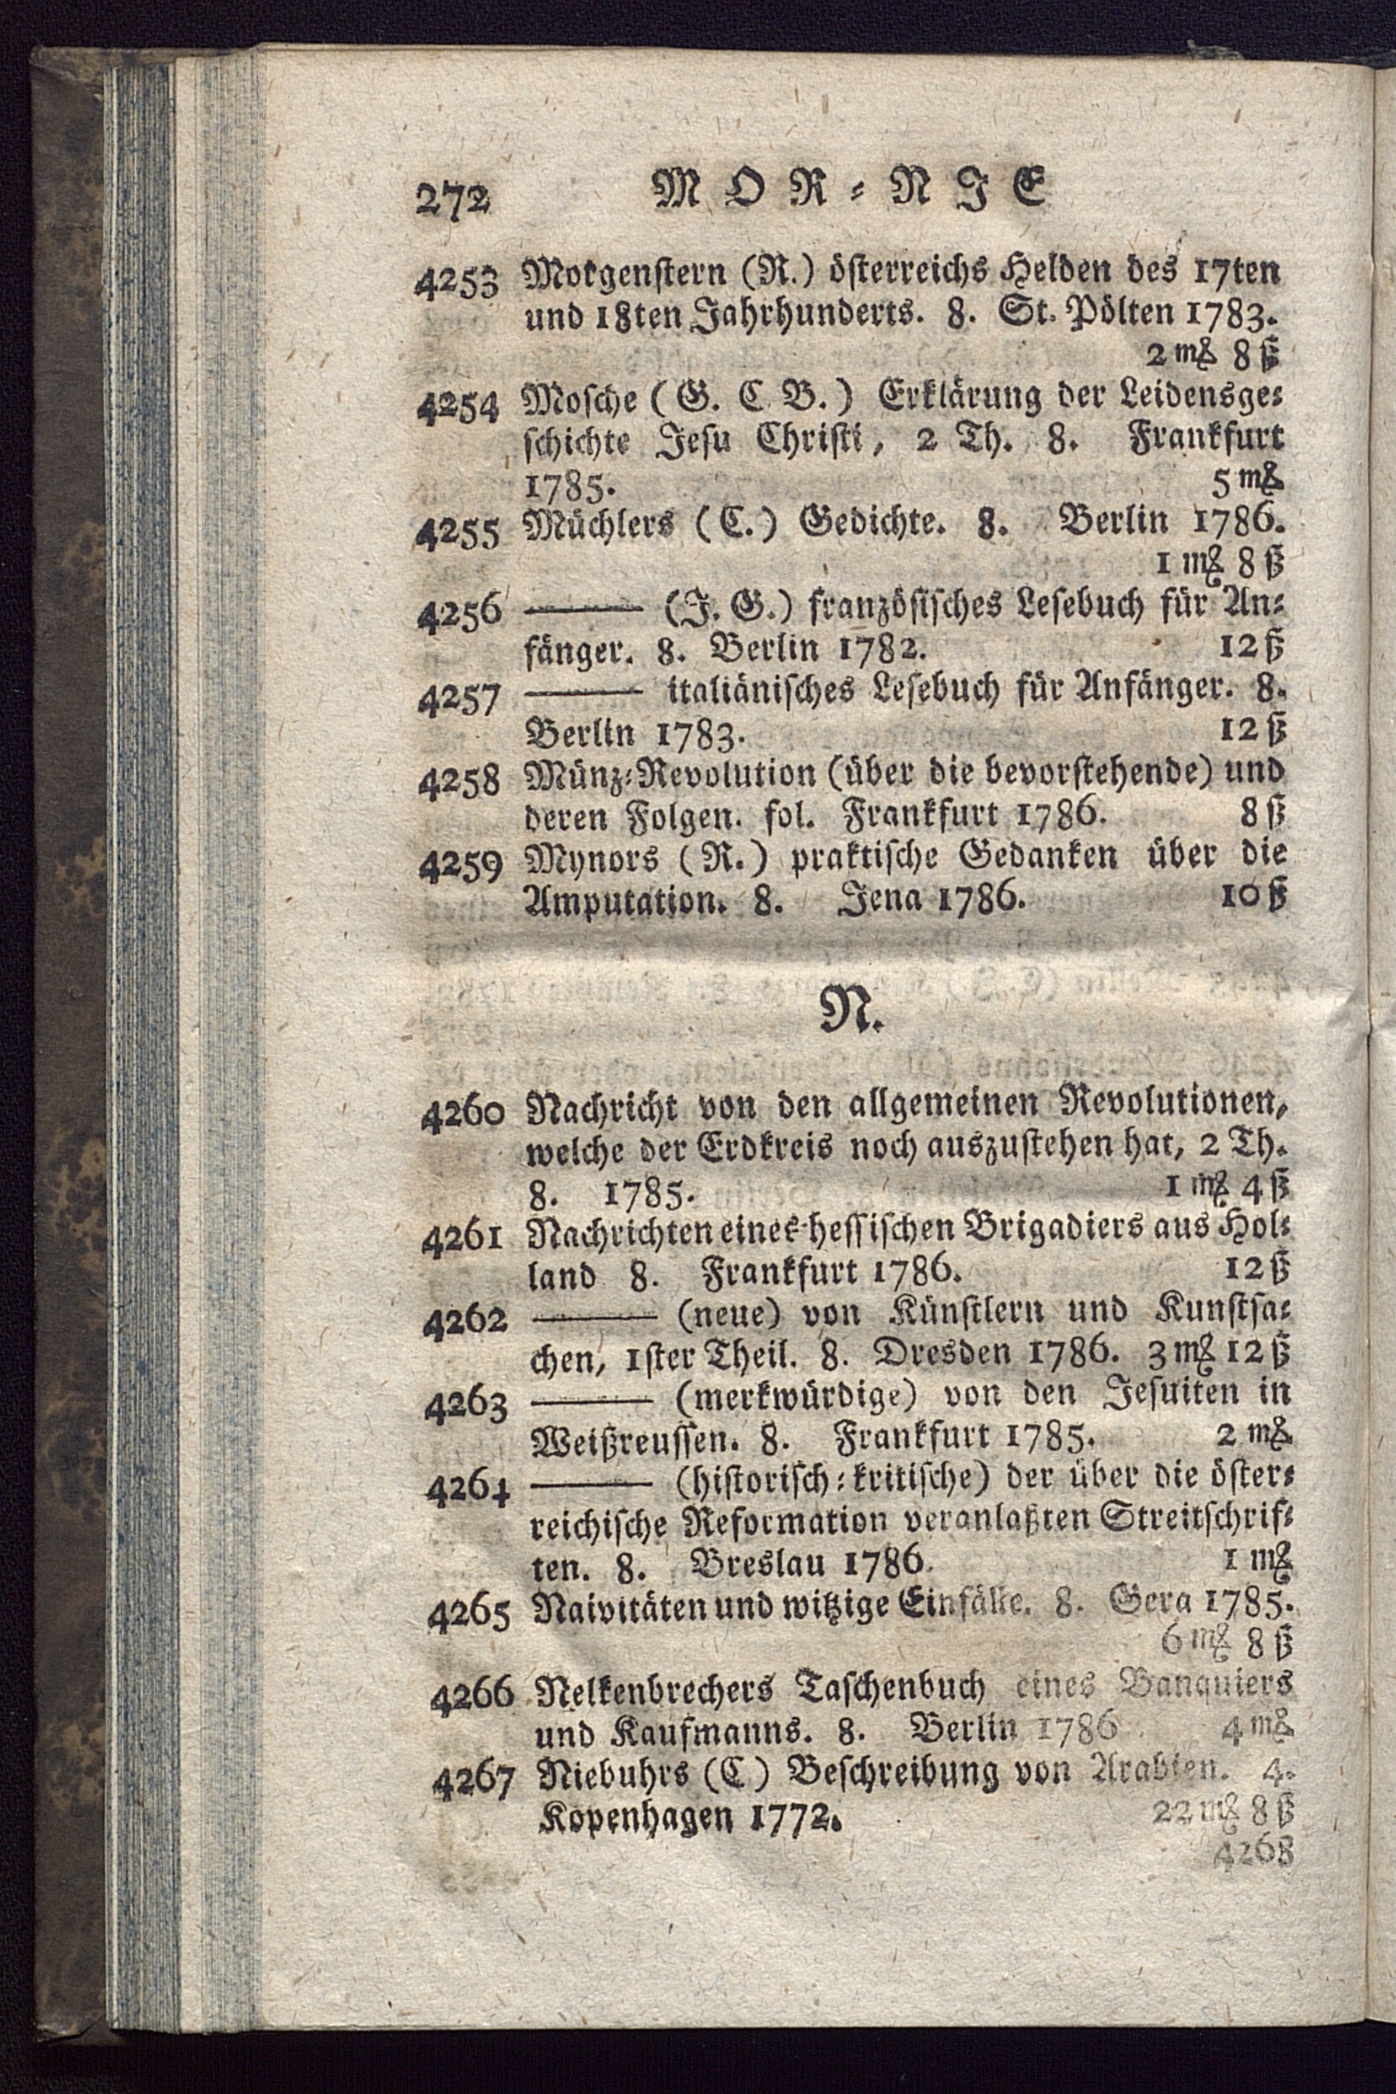 272 MOR-NIE
4253 Morgenstern (R.) österreichs Helden des 17ten
und 18ten Jahrhunderts. 8. St. Pölten 1783.
2 m₰ 8 ß
4254 Mosche (G. C B.) Erklärung der Leidensge-
schichte Jesu Christi, 2 Th. 8. Frankfurt
1785. 5 m₰
4255 Müchlers (C.) Gedichte. 8. Berlin 1786.
1 m₰ 8 ß
4256 ——— (J. G.) französisches Lesebuch für An-
fänger. 8. Berlin 1782. 12 ß
4257 ——— italiänisches Lesebuch für Anfänger. 8.
Berlin 1783. 12 ß
4258 Münz-Revolution (über die bevorstehende) und
deren Folgen. fol. Frankfurt 1786. 8 ß
4259 Mynors (R.) praktische Gedanken über die
Amputation. 8. Jena 1786. 10 ß
N.
4260 Nachricht von den allgemeinen Revolutionen,
welche der Erdkreis noch auszustehen hat, 2 Th.
8. 1785. 1 m₰ 4 ß
4261 Nachrichten eines hessischen Brigadiers aus Hol-
land 8. Frankfurt 1786. 12 ß
4262 ——— (neue) von Künstlern und Kunstsa-
chen, 1ster Theil. 8. Dresden 1786. 3 m₰ 12 ß
4263 ——— (merkwürdige) von den Jesuiten in
Weißreussen. 8. Frankfurt 1785. 2 m₰
4264 ——— (historisch-kritische) der über die öster-
reichische Reformation veranlaßten Streitschrif-
ten. 8. Breslau 1786. 1 m₰
4265 Naivitäten und witzige Einfälle. 8. Gera 1785.
6 m₰ 8 ß
4266 Nelkenbrechers Taschenbuch eines Banquiers
und Kaufmanns. 8. Berlin 1786 4 m₰
4267 Niebuhrs (C) Beschreibung von Arabien. 4.
Kopenhagen 1772. 22 m₰ 8 ß
4268